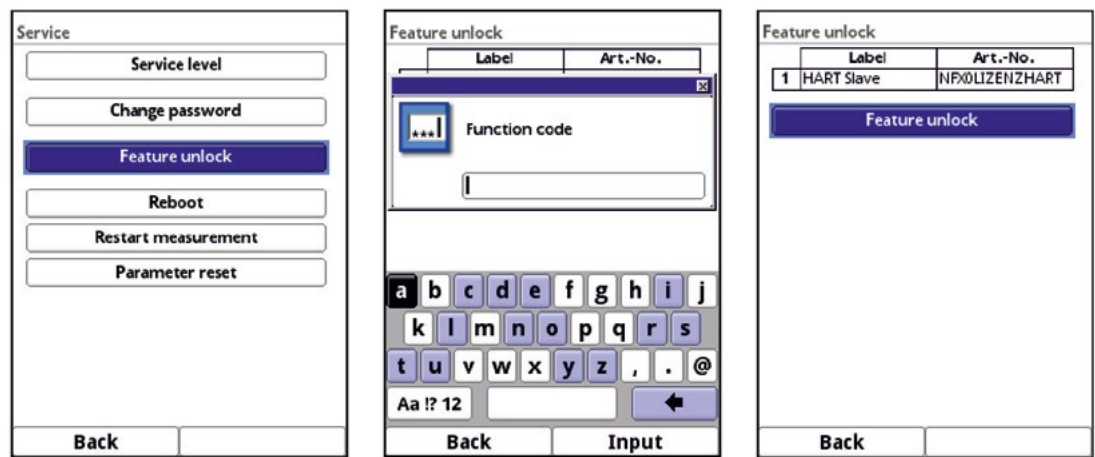 Service
Service level
Change password
Feature unlock
Reboot
Restart measurement
Parameter reset
Back
Feature unlock
Label Art.-No.
...|
***
Function code
a b c d e f g h i j
k l m n o p q r s
t u v w x y z , . @
Aa !? 12
Back Input
Feature unlock
Label Art.-No.
1 HART Slave NFX0LIZENZHART
Feature unlock
Back